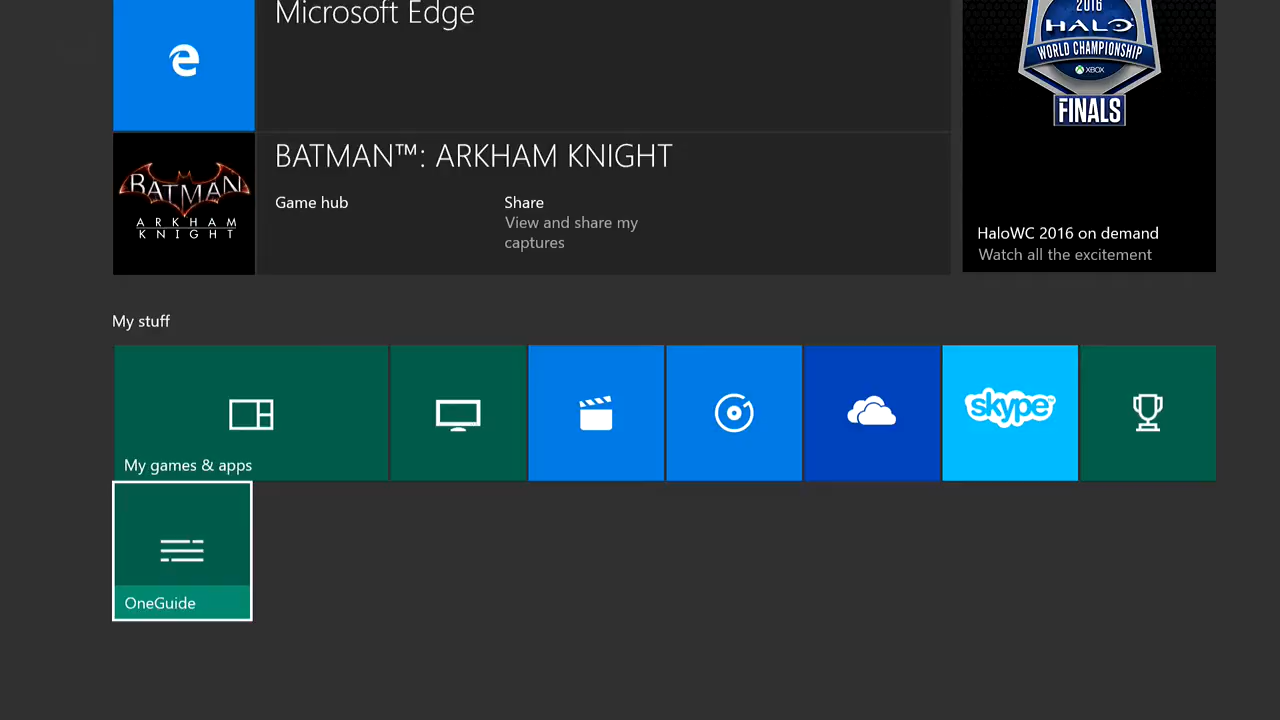 Microsoft Edge
BATMAN™: ARKHAM KNIGHT
Game hub
Share
View and share my
captures
BATMAN
ARKHAM
KNIGHT
2016
HALO
WORLD CHAMPIONSHIP
XBOX
FINALS
HaloWC 2016 on demand
Watch all the excitement
My stuff
My games & apps
skype™
OneGuide